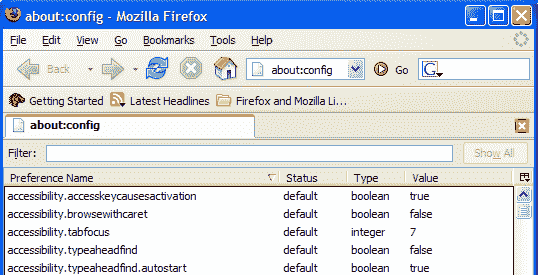 about:config - Mozilla Firefox
File Edit View Go Bookmarks Tools Help
Back about:config Go G
Getting Started Latest Headlines Firefox and Mozilla Li...
about:config
Filter: Show All
Preference Name Status Type Value
accessibility.accesskeycausesactivation default boolean true
accessibility.browsewithcaret default boolean false
accessibility.tabfocus default integer 7
accessibility.typeaheadfind default boolean false
accessibility.typeaheadfind.autostart default boolean true